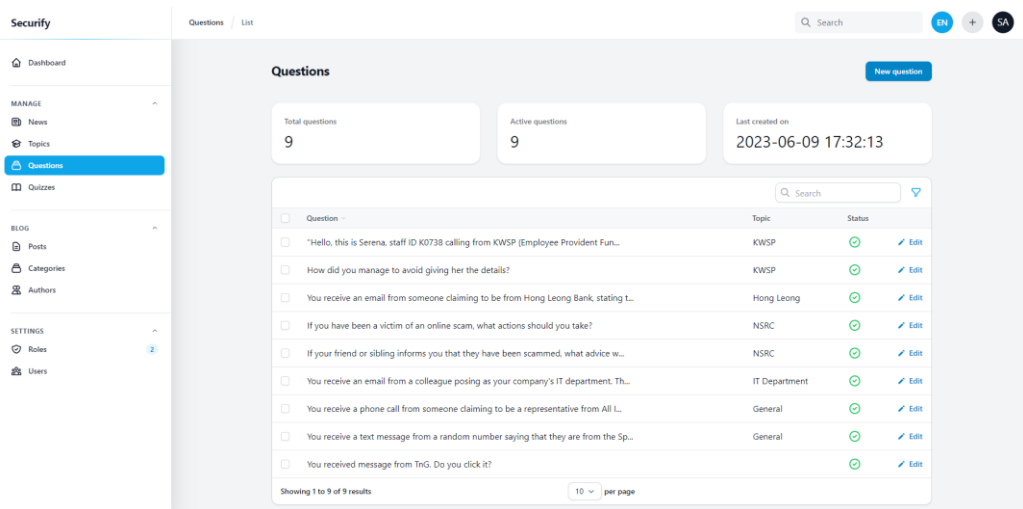 Securify
Questions / List
Search
EN
+
SA
Dashboard
MANAGE
News
Topics
Questions
Quizzes
BLOG
Posts
Categories
Authors
SETTINGS
Roles 2
Users
Questions
New question
Total questions
9
Active questions
9
Last created on
2023-06-09 17:32:13
Search
Question Topic Status
"Hello, this is Serena, staff ID K0738 calling from KWSP (Employee Provident Fun... KWSP Edit
How did you manage to avoid giving her the details? KWSP Edit
You receive an email from someone claiming to be from Hong Leong Bank, stating t... Hong Leong Edit
If you have been a victim of an online scam, what actions should you take? NSRC Edit
If your friend or sibling informs you that they have been scammed, what advice w... NSRC Edit
You receive an email from a colleague posing as your company's IT department. Th... IT Department Edit
You receive a phone call from someone claiming to be a representative from All I... General Edit
You receive a text message from a random number saying that they are from the Sp... General Edit
You received message from TnG. Do you click it? Edit
Showing 1 to 9 of 9 results 10 per page